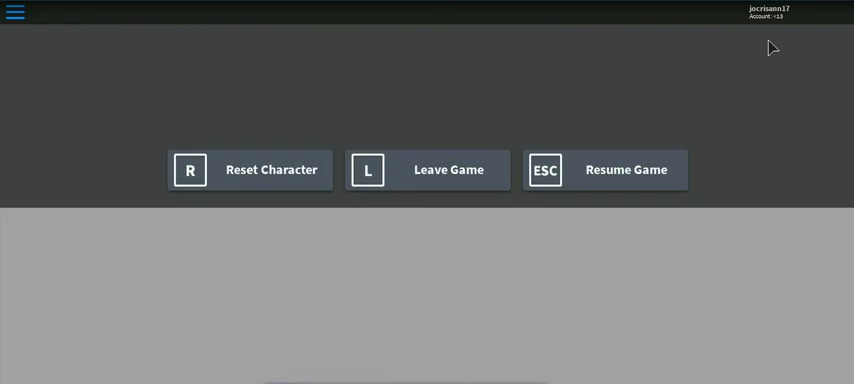 jocrisann17
Account: <13
R Reset Character
L Leave Game
ESC Resume Game